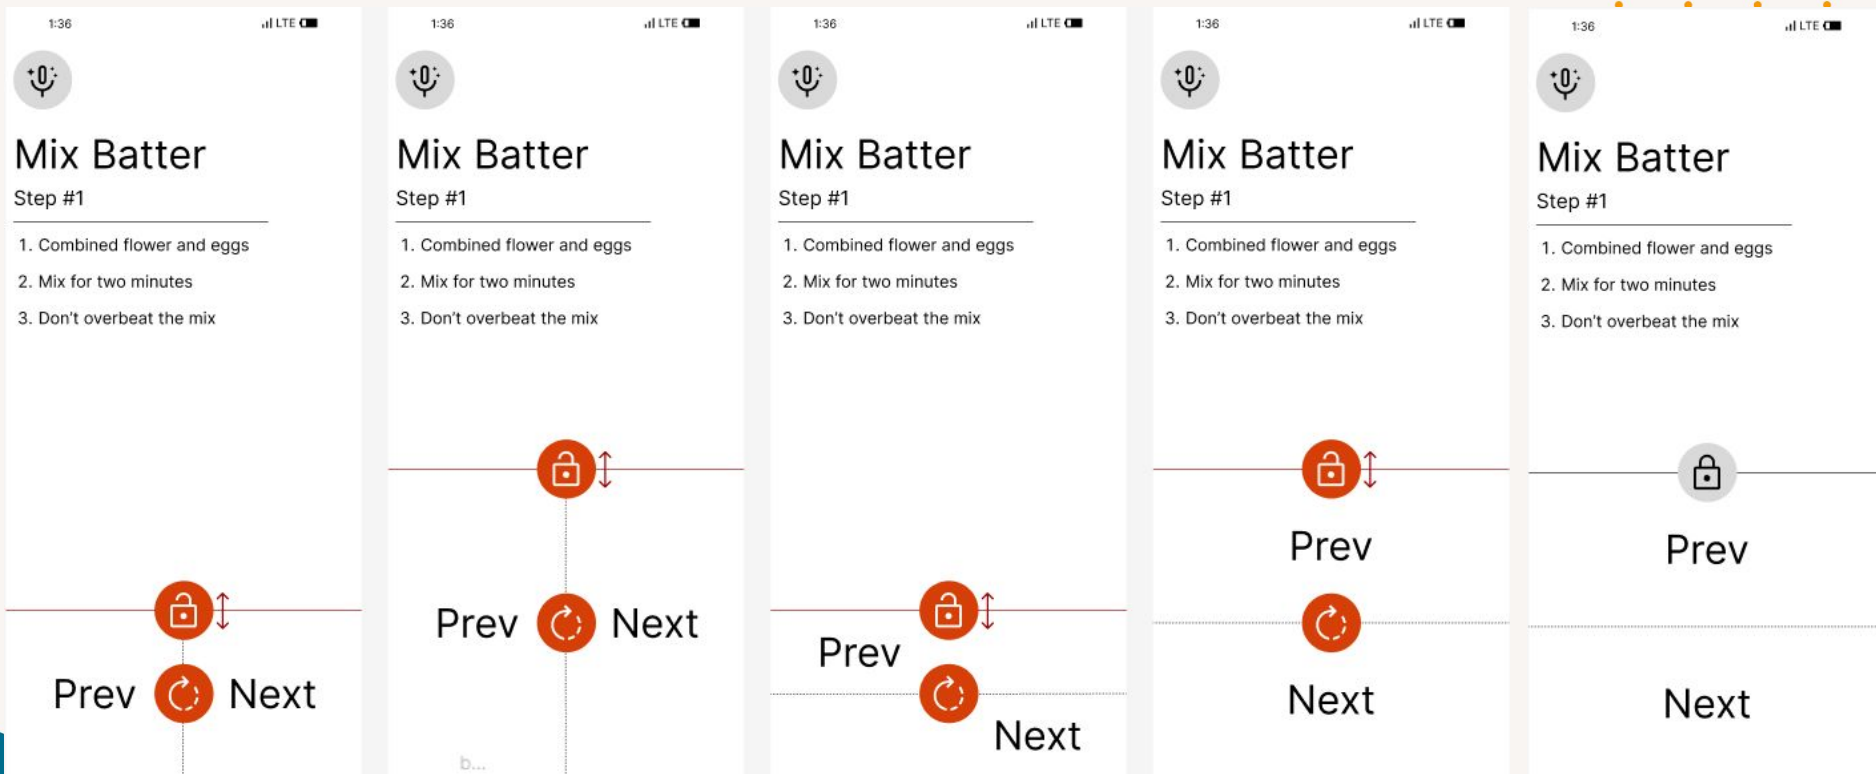 1:36
LTE
Mix Batter
Step #1
1. Combined flower and eggs
2. Mix for two minutes
3. Don't overbeat the mix
Prev
Next
1:36
LTE
Mix Batter
Step #1
1. Combined flower and eggs
2. Mix for two minutes
3. Don't overbeat the mix
Prev
Next
b...
1:36
LTE
Mix Batter
Step #1
1. Combined flower and eggs
2. Mix for two minutes
3. Don't overbeat the mix
Prev
Next
1:36
LTE
Mix Batter
Step #1
1. Combined flower and eggs
2. Mix for two minutes
3. Don't overbeat the mix
Prev
Next
1:36
LTE
Mix Batter
Step #1
1. Combined flower and eggs
2. Mix for two minutes
3. Don't overbeat the mix
Prev
Next